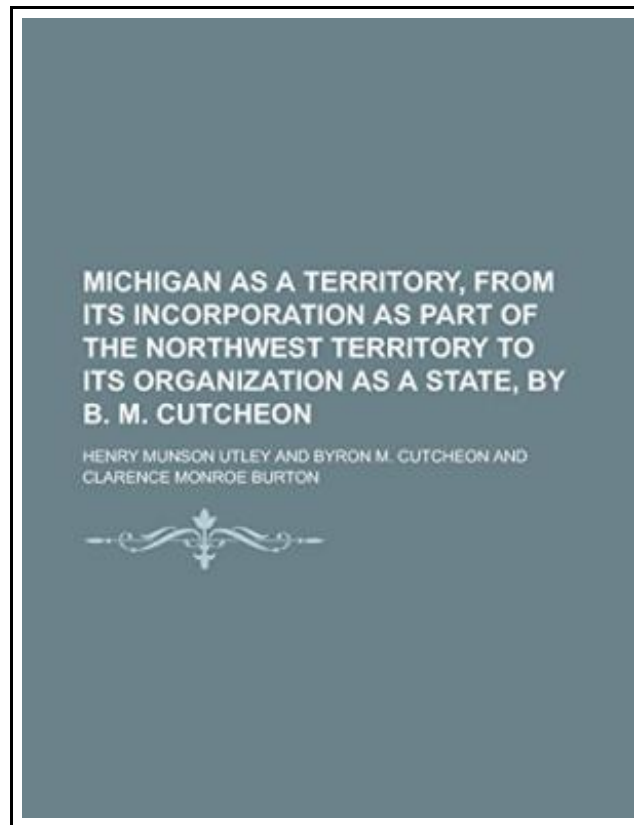 MICHIGAN AS A TERRITORY, FROM
ITS INCORPORATION AS PART OF
THE NORTHWEST TERRITORY TO
ITS ORGANIZATION AS A STATE, BY
B. M. CUTCHEON
HENRY MUNSON UTLEY AND BYRON M. CUTCHEON AND
CLARENCE MONROE BURTON